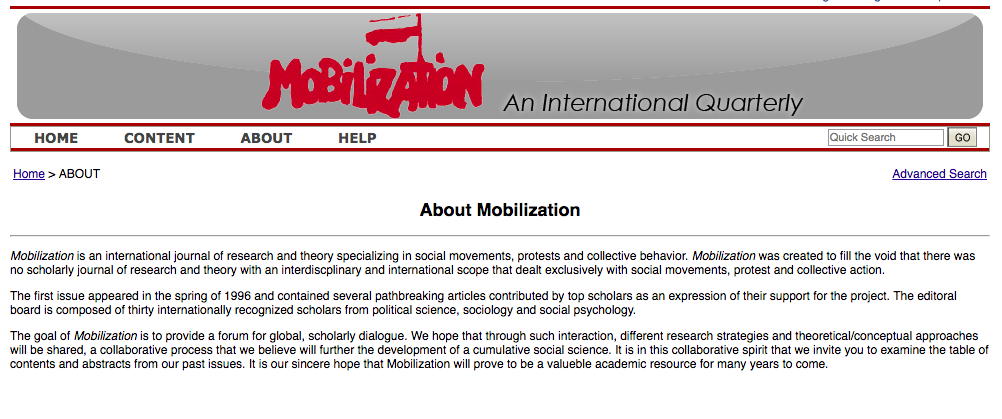 MOBILIZATION
An International Quarterly
HOME CONTENT ABOUT HELP Quick Search GO
Home > ABOUT Advanced Search
About Mobilization
Mobilization is an international journal of research and theory specializing in social movements, protests and collective behavior. Mobilization was created to fill the void that there was
no scholarly journal of research and theory with an interdiscplinary and international scope that dealt exclusively with social movements, protest and collective action.
The first issue appeared in the spring of 1996 and contained several pathbreaking articles contributed by top scholars as an expression of their support for the project. The editorial
board is composed of thirty internationally recognized scholars from political science, sociology and social psychology.
The goal of Mobilization is to provide a forum for global, scholarly dialogue. We hope that through such interaction, different research strategies and theoretical/conceptual approaches
will be shared, a collaborative process that we believe will further the development of a cumulative social science. It is in this collaborative spirit that we invite you to examine the table of
contents and abstracts from our past issues. It is our sincere hope that Mobilization will prove to be a valueble academic resource for many years to come.